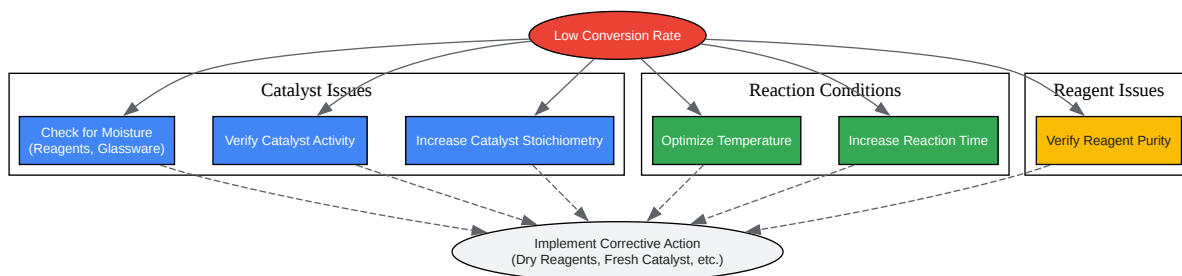 Low Conversion Rate
Catalyst Issues
Reaction Conditions
Reagent Issues
Check for Moisture
(Reagents, Glassware)
Verify Catalyst Activity
Increase Catalyst Stoichiometry
Optimize Temperature
Increase Reaction Time
Verify Reagent Purity
Implement Corrective Action
(Dry Reagents, Fresh Catalyst, etc.)